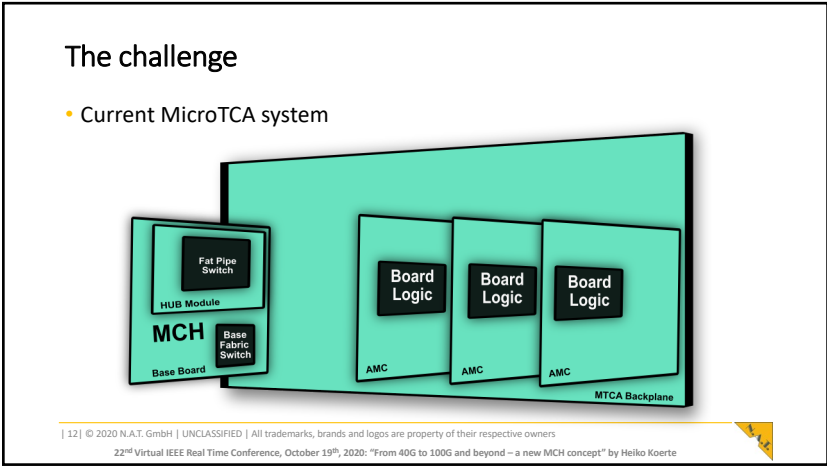 The challenge
• Current MicroTCA system
Fat Pipe
Switch
HUB Module
MCH
Base
Fabric
Switch
Base Board
Board
Logic
AMC
Board
Logic
AMC
Board
Logic
AMC
MTCA Backplane
| 12| © 2020 N.A.T. GmbH | UNCLASSIFIED | All trademarks, brands and logos are property of their respective owners
22nd Virtual IEEE Real Time Conference, October 19th, 2020: “From 40G to 100G and beyond – a new MCH concept” by Heiko Koerte
N.A.T.